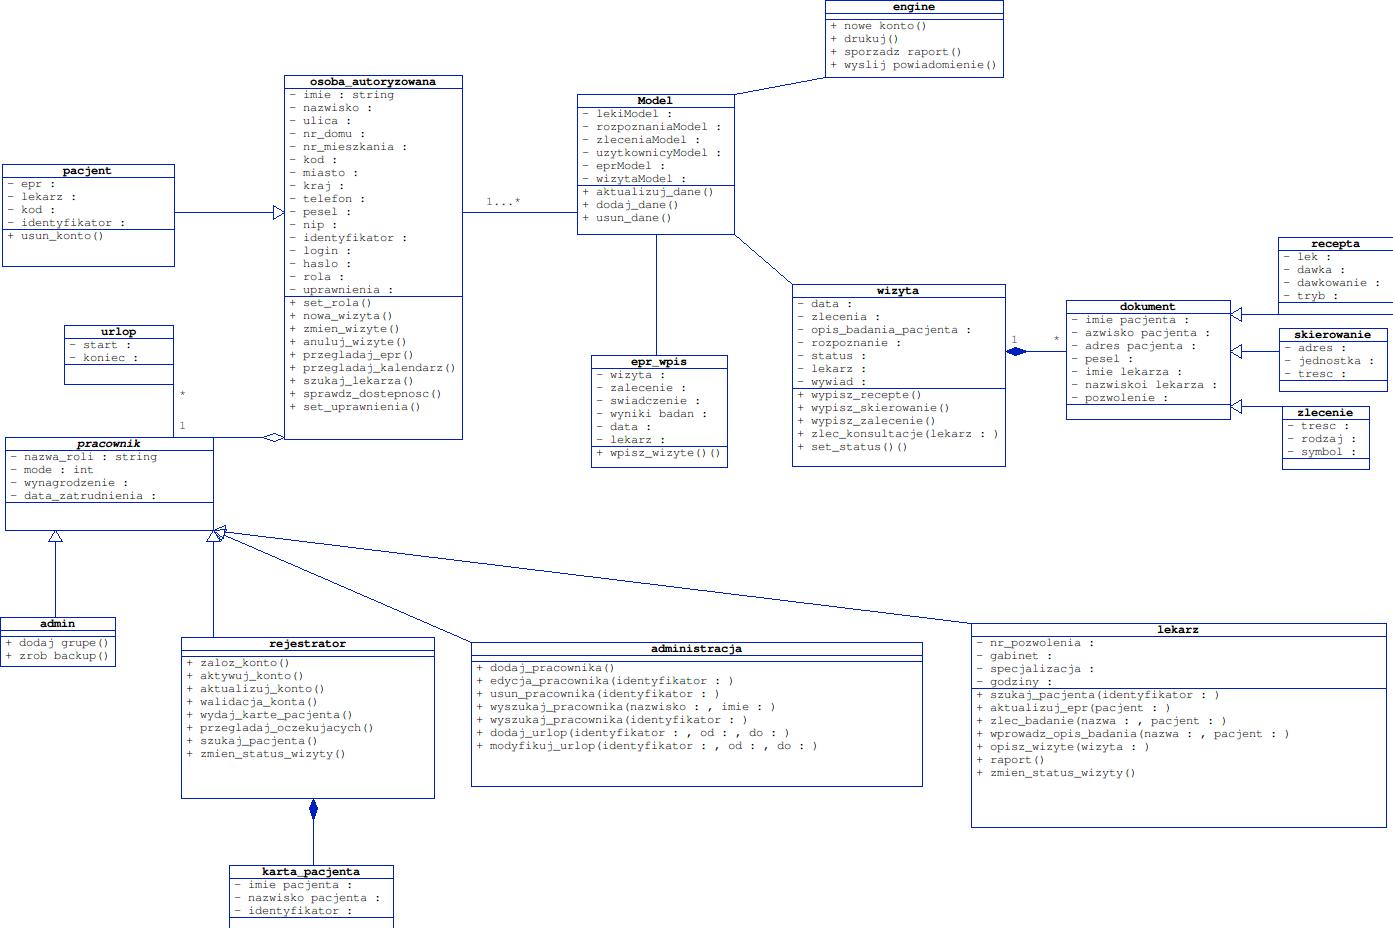 engine
+ nowe konto()
+ drukuj()
+ sporzadz raport()
+ wyslij powiadomienie()
osoba_autoryzowana
- imie : string
- nazwisko :
- ulica :
- nr_domu :
- nr_mieszkania :
- kod :
- miasto :
- kraj :
- telefon :
- pesel :
- nip :
- identyfikator :
- login :
- haslo :
- rola :
- uprawnienia :
+ set_rola()
+ nowa_wizyta()
+ zmien_wizyte()
+ anuluj_wizyte()
+ przegladaj_epr()
+ przegladaj_kalendarz()
+ szukaj_lekarza()
+ sprawdz_dostepnosc()
+ set_uprawnienia()
Model
- lekiModel :
- rozpoznaniaModel :
- zleceniaModel :
- uzytkownicyModel :
- eprModel :
- wizytaModel :
+ aktualizuj_dane()
+ dodaj_dane()
+ usun_dane()
1...*
pacjent
- epr :
- lekarz :
- kod :
- identyfikator :
+ usun_konto()
urlop
- start :
- koniec :
*
1
recepta
- lek :
- dawka :
- dawkowanie :
- tryb :
wizyta
- data :
- zlecenia :
- opis_badania_pacjenta :
- rozpoznanie :
- status :
- lekarz :
- wywiad :
+ wypisz_recepte()
+ wypisz_skierowanie()
+ wypisz_zalecenie()
+ zlec_konsultacje(lekarz : )
+ set_status()()
1
*
dokument
- imie pacjenta :
- azwisko pacjenta :
- adres pacjenta :
- pesel :
- imie lekarza :
- nazwiskoi lekarza :
- pozwolenie :
skierowanie
- adres :
- jednostka :
- tresc :
zlecenie
- tresc :
- rodzaj :
- symbol :
epr_wpis
- wizyta :
- zalecenie :
- swiadczenie :
- wyniki badan :
- data :
- lekarz :
+ wpisz_wizyte()()
pracownik
- nazwa_roli : string
- mode : int
- wynagrodzenie :
- data_zatrudnienia :
admin
+ dodaj grupe()
+ zrob backup()
rejestrator
+ zaloz_konto()
+ aktywuj_konto()
+ aktualizuj_konto()
+ walidacja_konta()
+ wydaj_karte_pacjenta()
+ przegladaj_oczekujacych()
+ szukaj_pacjenta()
+ zmien_status_wizyty()
administracja
+ dodaj_pracownika()
+ edycja_pracownika(identyfikator : )
+ usun_pracownika(identyfikator : )
+ wyszukaj_pracownika(nazwisko : , imie : )
+ wyszukaj_pracownika(identyfikator : )
+ dodaj_urlop(identyfikator : , od : , do : )
+ modyfikuj_urlop(identyfikator : , od : , do : )
lekarz
- nr_pozwolenia :
- gabinet :
- specjalizacja :
- godziny :
+ szukaj_pacjenta(identyfikator : )
+ aktualizuj_epr(pacjent : )
+ zlec_badanie(nazwa : , pacjent : )
+ wprowadz_opis_badania(nazwa : , pacjent : )
+ opisz_wizyte(wizyta : )
+ raport()
+ zmien_status_wizyty()
karta_pacjenta
- imie pacjenta :
- nazwisko pacjenta :
- identyfikator :